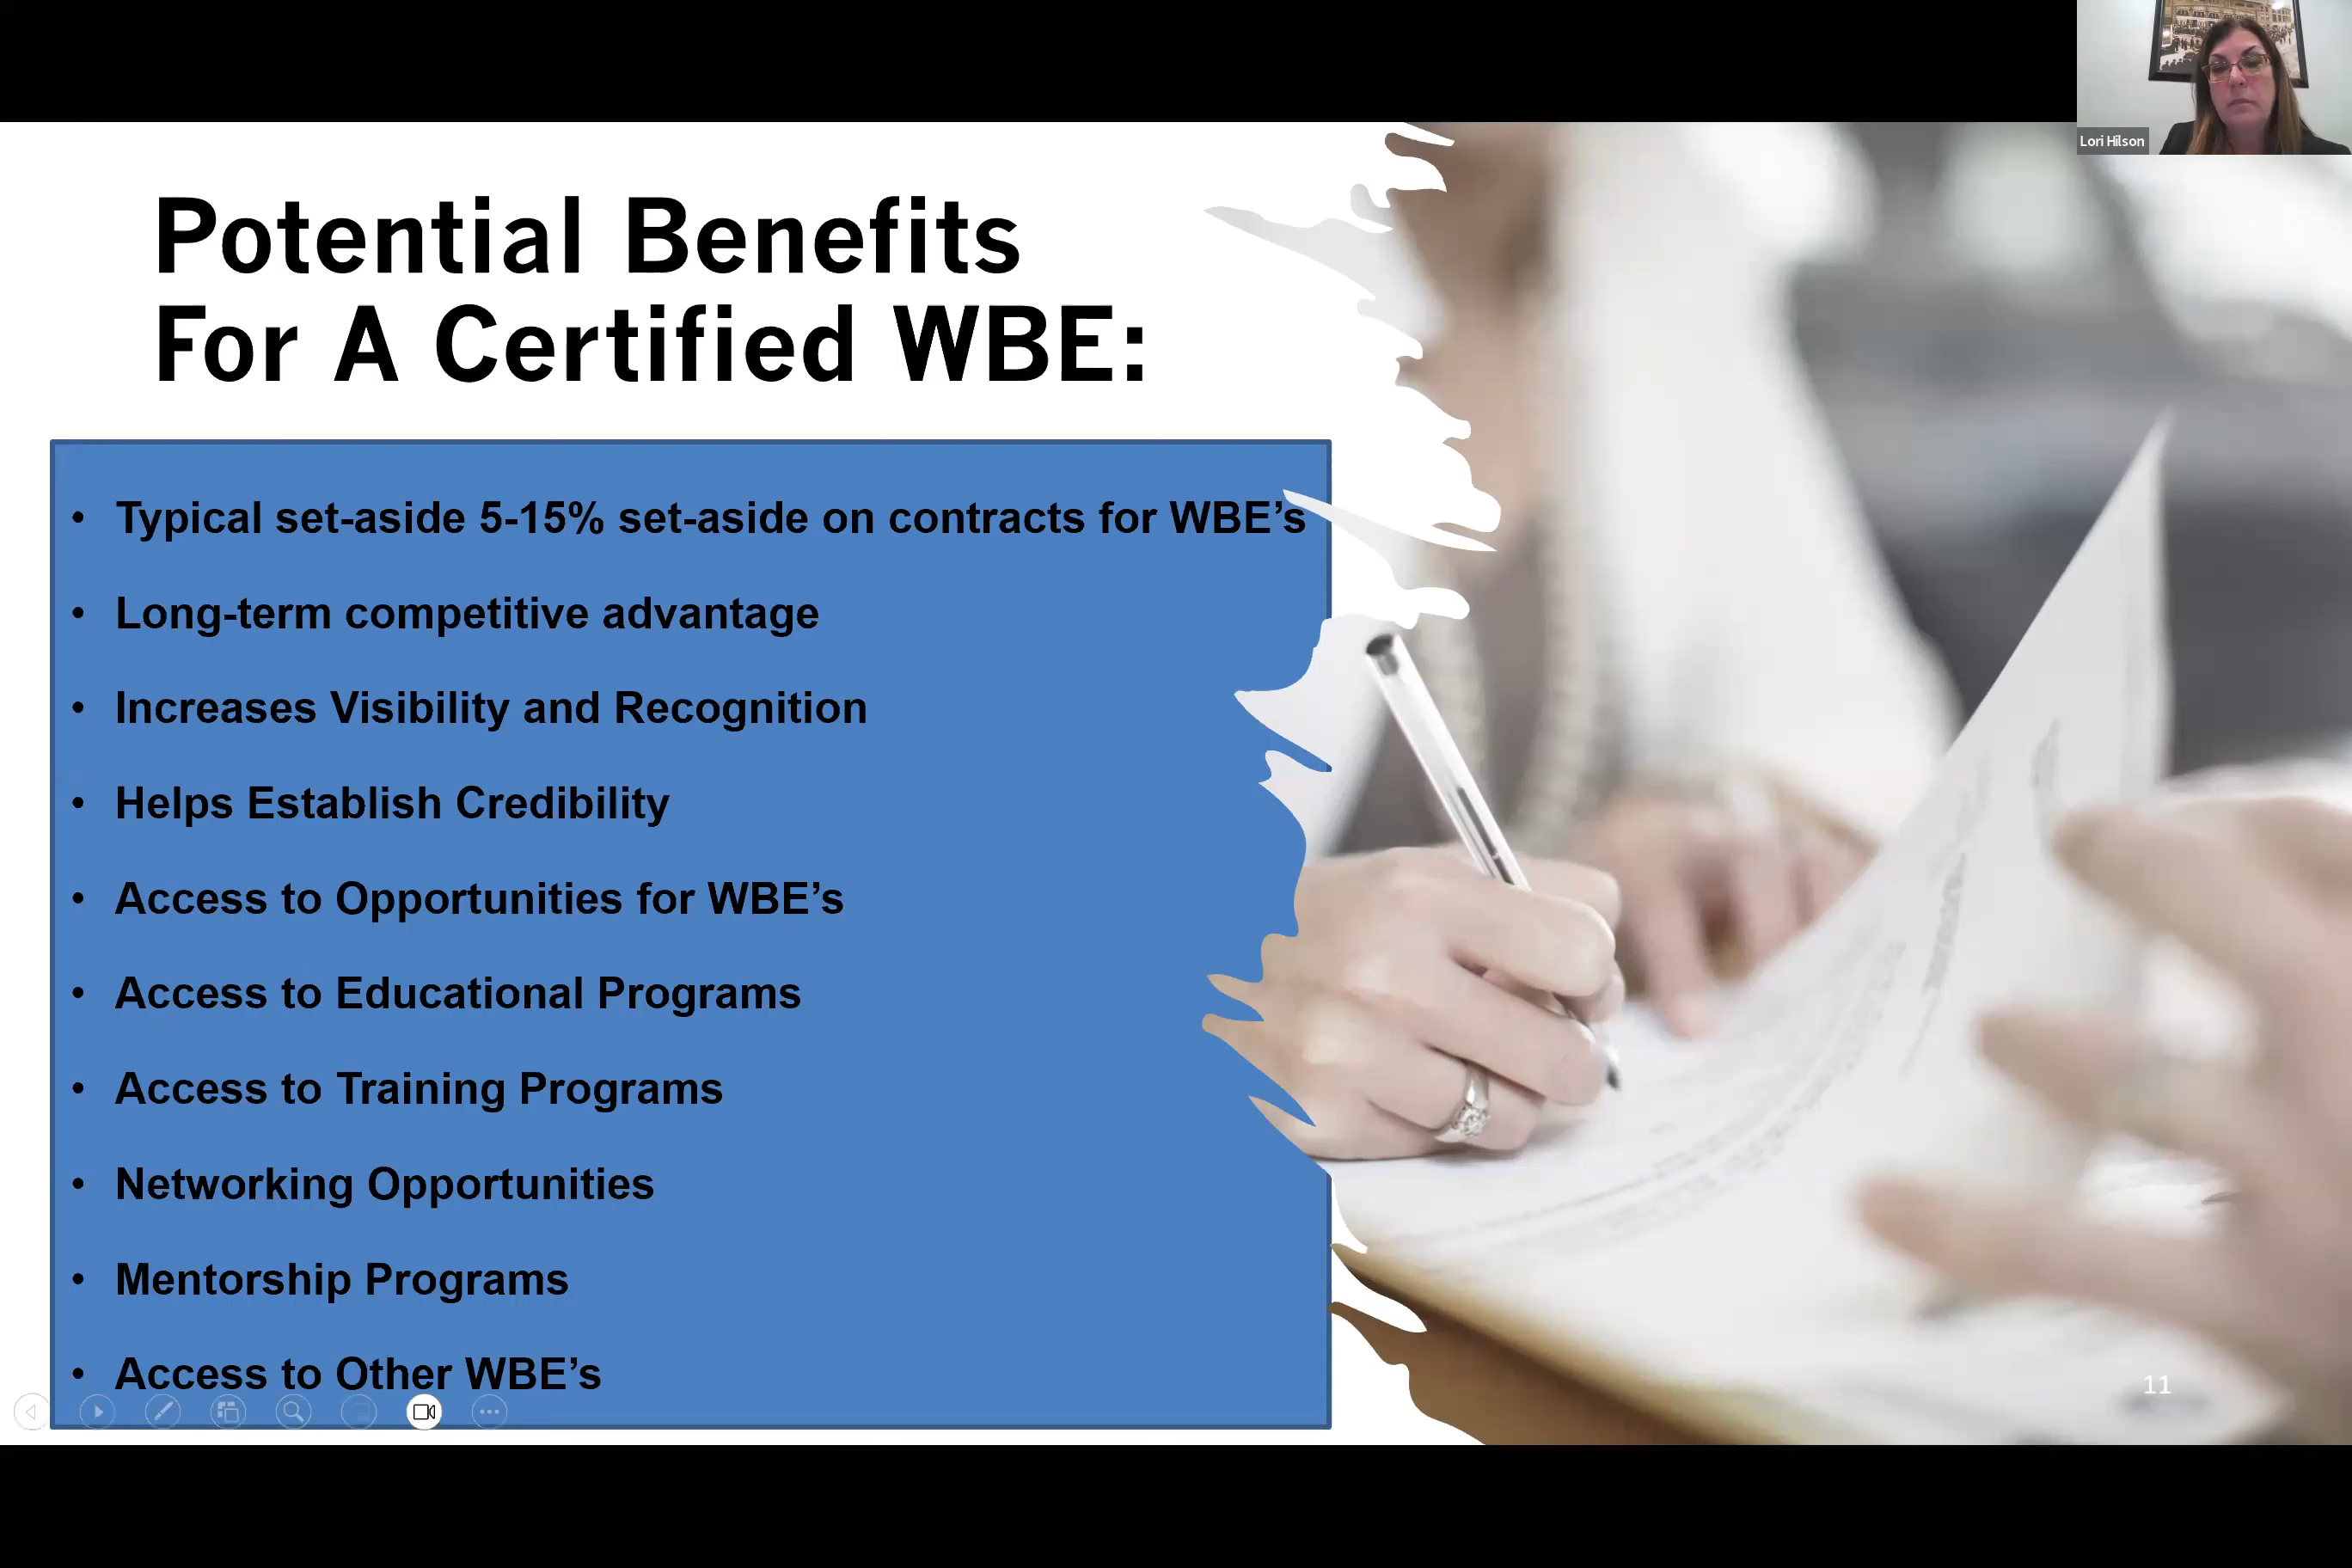 Lori Hilson
Potential Benefits
For A Certified WBE:
• Typical set-aside 5-15% set-aside on contracts for WBE’s
• Long-term competitive advantage
• Increases Visibility and Recognition
• Helps Establish Credibility
• Access to Opportunities for WBE’s
• Access to Educational Programs
• Access to Training Programs
• Networking Opportunities
• Mentorship Programs
• Access to Other WBE’s
11